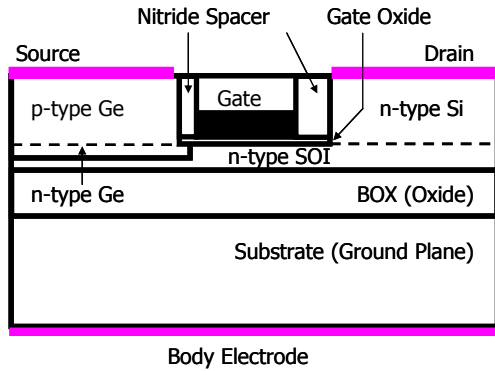 Nitride Spacer
Gate Oxide
Source
Drain
p-type Ge
Gate
n-type Si
n-type SOI
n-type Ge
BOX (Oxide)
Substrate (Ground Plane)
Body Electrode